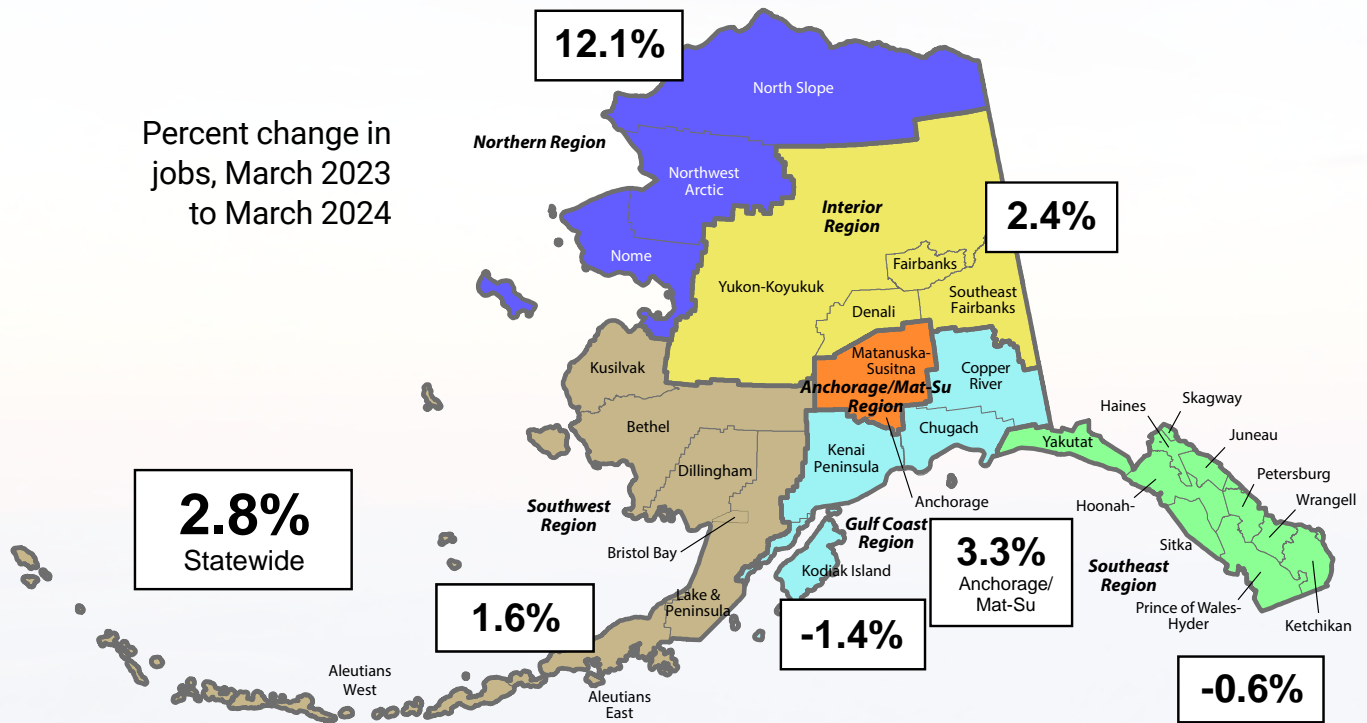 12.1%
Percent change in
jobs, March 2023
to March 2024
North Slope
Northern Region
Northwest
Arctic
Interior
Region
2.4%
Nome
Fairbanks
Yukon-Koyukuk
Southeast
Fairbanks
Denali
Kusilvak
Matanuska-
Susitna
Copper
River
Anchorage/Mat-Su
Region
Skagway
Haines
Bethel
Chugach
Yakutat
Juneau
Kenai
Peninsula
Dillingham
Petersburg
2.8%
Statewide
Southwest
Region
Anchorage
Hoonah-
Wrangell
Gulf Coast
Region
Bristol Bay
3.3%
Anchorage/
Mat-Su
Sitka
Southeast
Region
Kodiak Island
Lake &
Peninsula
1.6%
-1.4%
Prince of Wales-
Hyder
Ketchikan
Aleutians
West
Aleutians
East
-0.6%